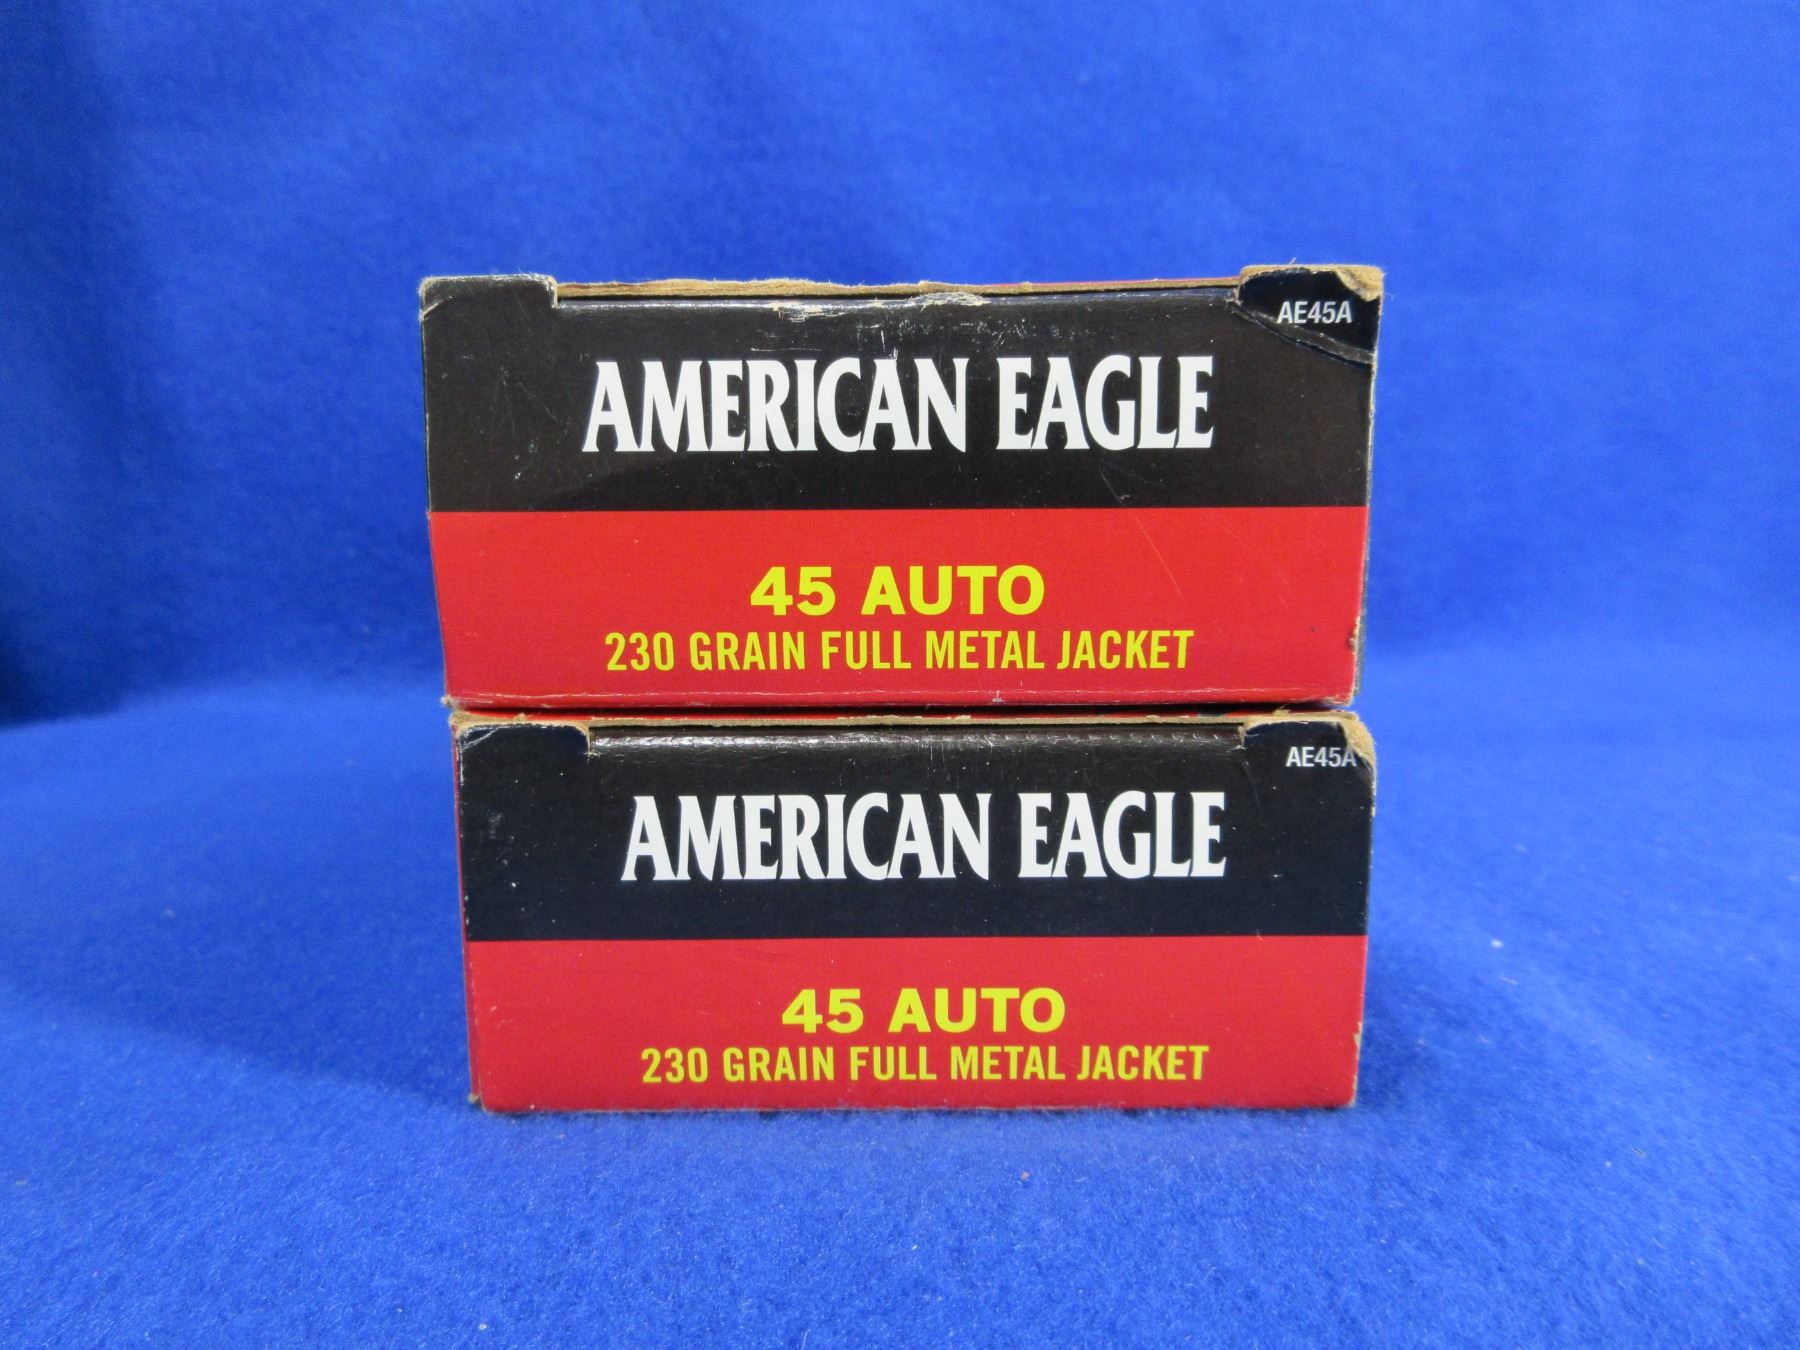 AE45A
AMERICAN EAGLE
45 AUTO
230 GRAIN FULL METAL JACKET
AE45A
AMERICAN EAGLE
45 AUTO
230 GRAIN FULL METAL JACKET